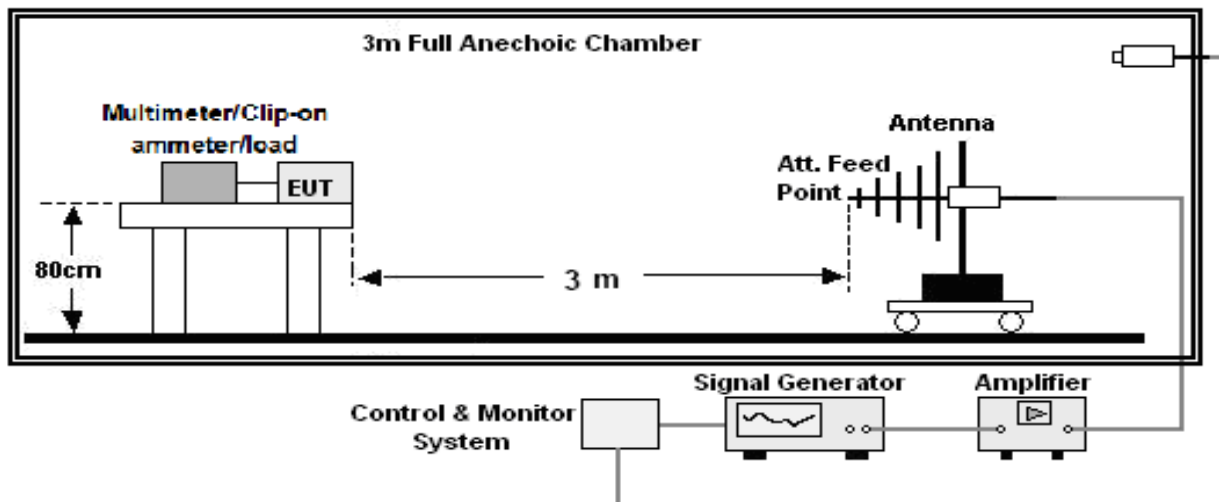 3m Full Anechoic Chamber
Multimeter/Clip-on
ammeter/load
EUT
80cm
3 m
Antenna
Att. Feed
Point
Signal Generator
Amplifier
Control & Monitor
System